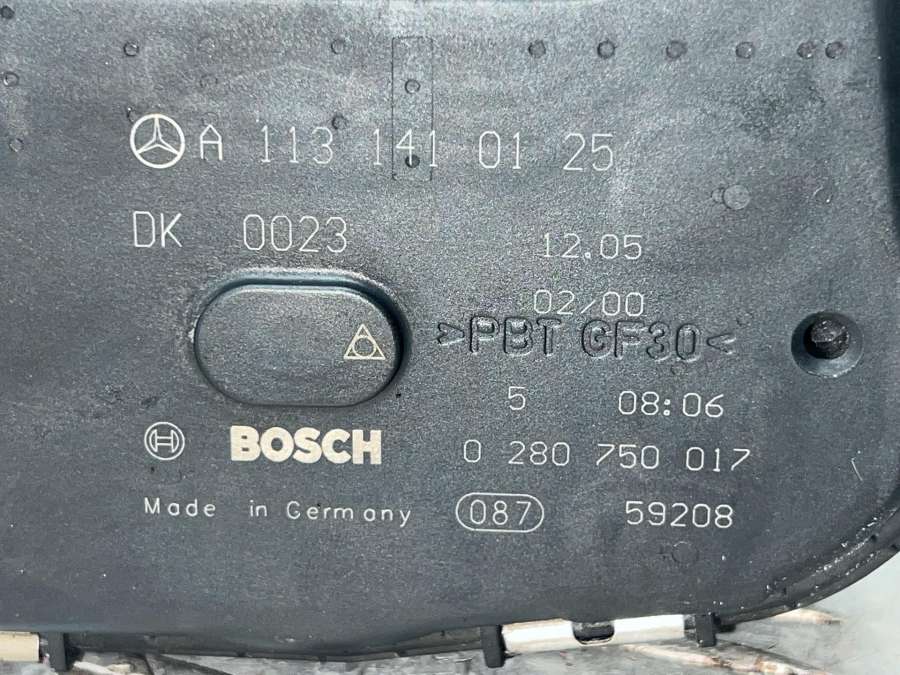 A 113 141 01 25
DK 0023 12.05
02/00
>PBT GF30<
5 08:06
BOSCH 0 280 750 017
Made in Germany 087 59208